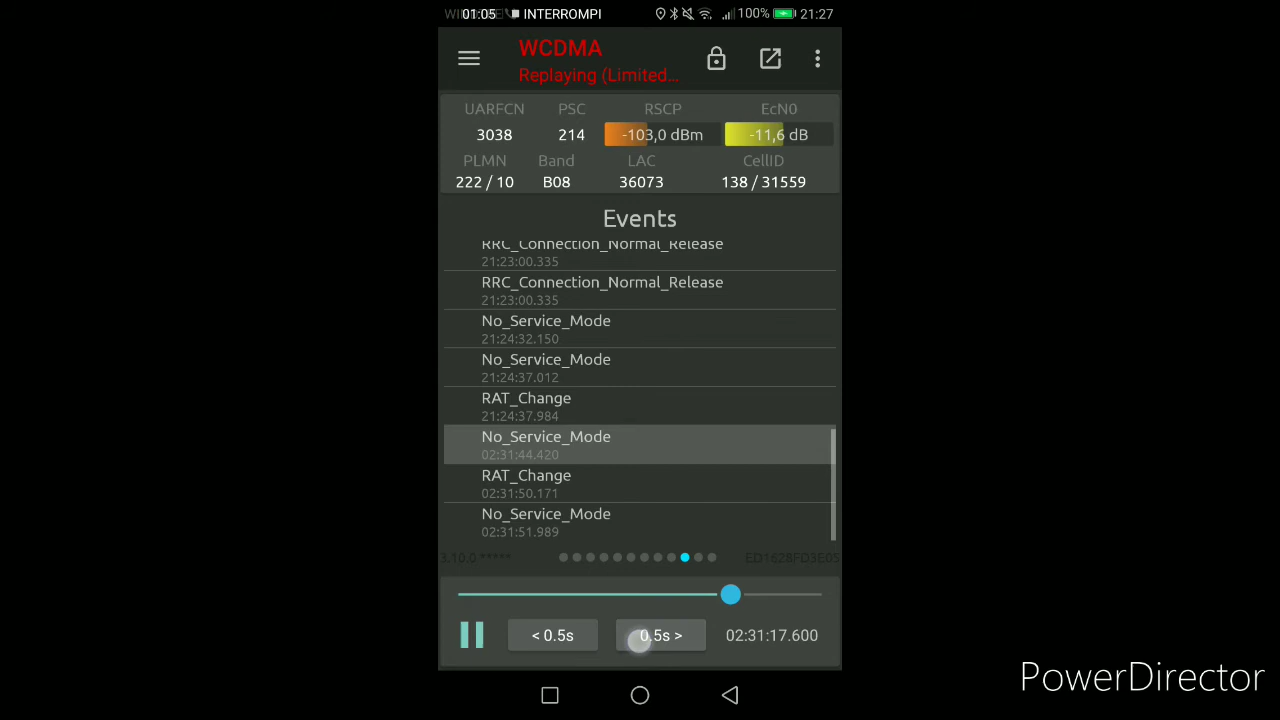 01:05 INTERROMPI 100% 21:27
WCDMA
Replaying (Limited...
UARFCN PSC RSCP EcN0
3038 214 -103,0 dBm -11,6 dB
PLMN Band LAC CellID
222 / 10 B08 36073 138 / 31559
Events
RRC_Connection_Normal_Release
21:23:00.335
RRC_Connection_Normal_Release
21:23:00.335
No_Service_Mode
21:24:32.150
No_Service_Mode
21:24:37.012
RAT_Change
21:24:37.984
No_Service_Mode
02:31:44.420
RAT_Change
02:31:50.171
No_Service_Mode
02:31:51.989
3.10.0 *****
< 0.5s 0.5s > 02:31:17.600
PowerDirector